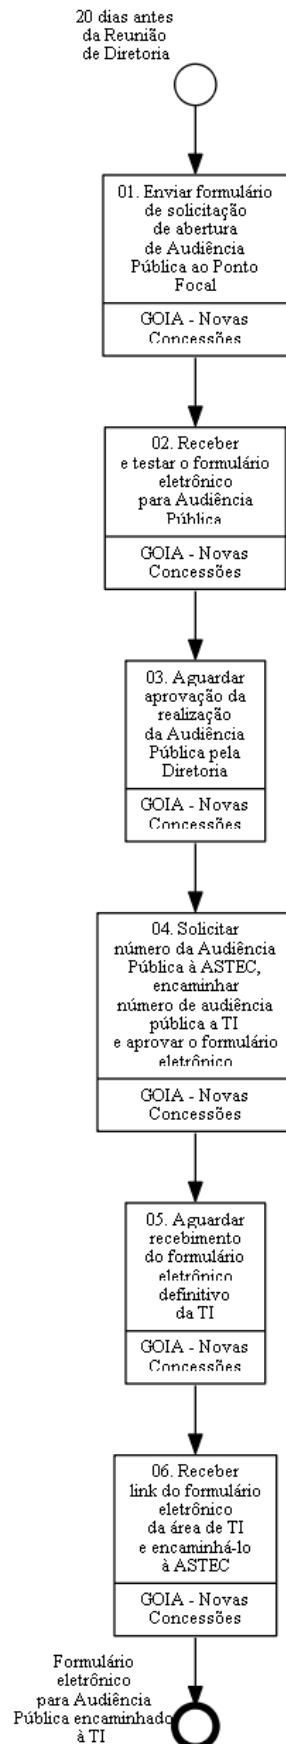 20 dias antes
da Reunião
de Diretoria
01. Enviar formulário
de solicitação
de abertura
de Audiência
Pública ao Ponto
Focal
GOIA - Novas
Concessões
02. Receber
e testar o formulário
eletrônico
para Audiência
Pública
GOIA - Novas
Concessões
03. Aguardar
aprovação da
realização
da Audiência
Pública pela
Diretoria
GOIA - Novas
Concessões
04. Solicitar
número da Audiência
Pública à ASTEC,
encaminhar
número de audiência
pública a TI
e aprovar o formulário
eletrônico
GOIA - Novas
Concessões
05. Aguardar
recebimento
do formulário
eletrônico
definitivo
da TI
GOIA - Novas
Concessões
06. Receber
link do formulário
eletrônico
da área de TI
e encaminhá-lo
à ASTEC
GOIA - Novas
Concessões
Formulário
eletrônico
para Audiência
Pública encaminhado
à TI